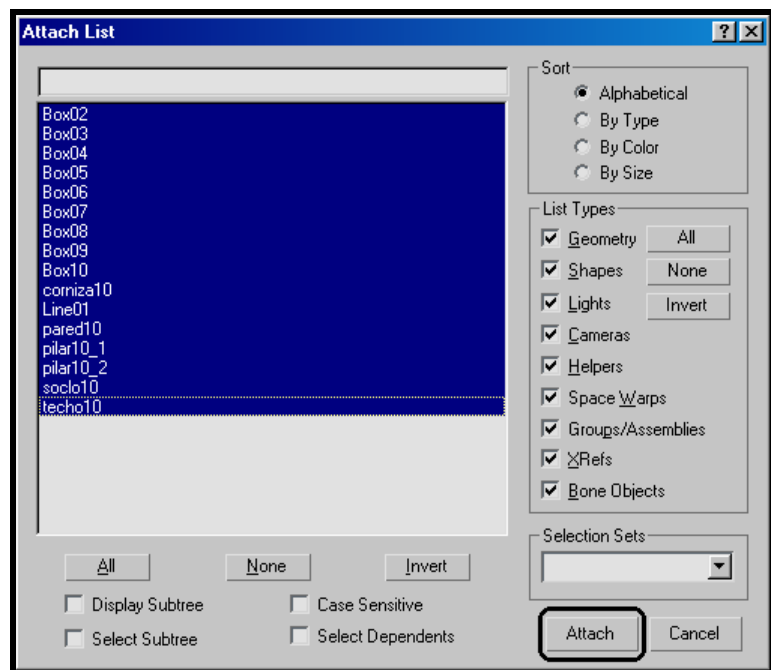 Attach List
Box02
Box03
Box04
Box05
Box06
Box07
Box08
Box09
Box10
corniza10
Line01
pared10
pilar10_1
pilar10_2
soclo10
techo10
All
None
Invert
Display Subtree
Case Sensitive
Select Subtree
Select Dependents
Sort
Alphabetical
By Type
By Color
By Size
List Types
Geometry
All
Shapes
None
Lights
Invert
Cameras
Helpers
Space Warps
Groups/Assemblies
XRefs
Bone Objects
Selection Sets
Attach
Cancel